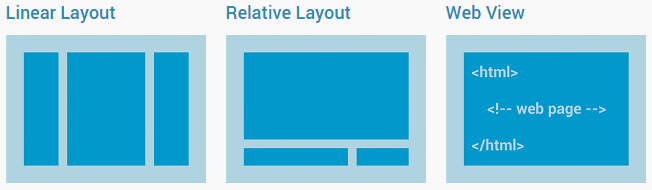 Linear Layout
Relative Layout
Web View
<html>
<!-- web page -->
</html>